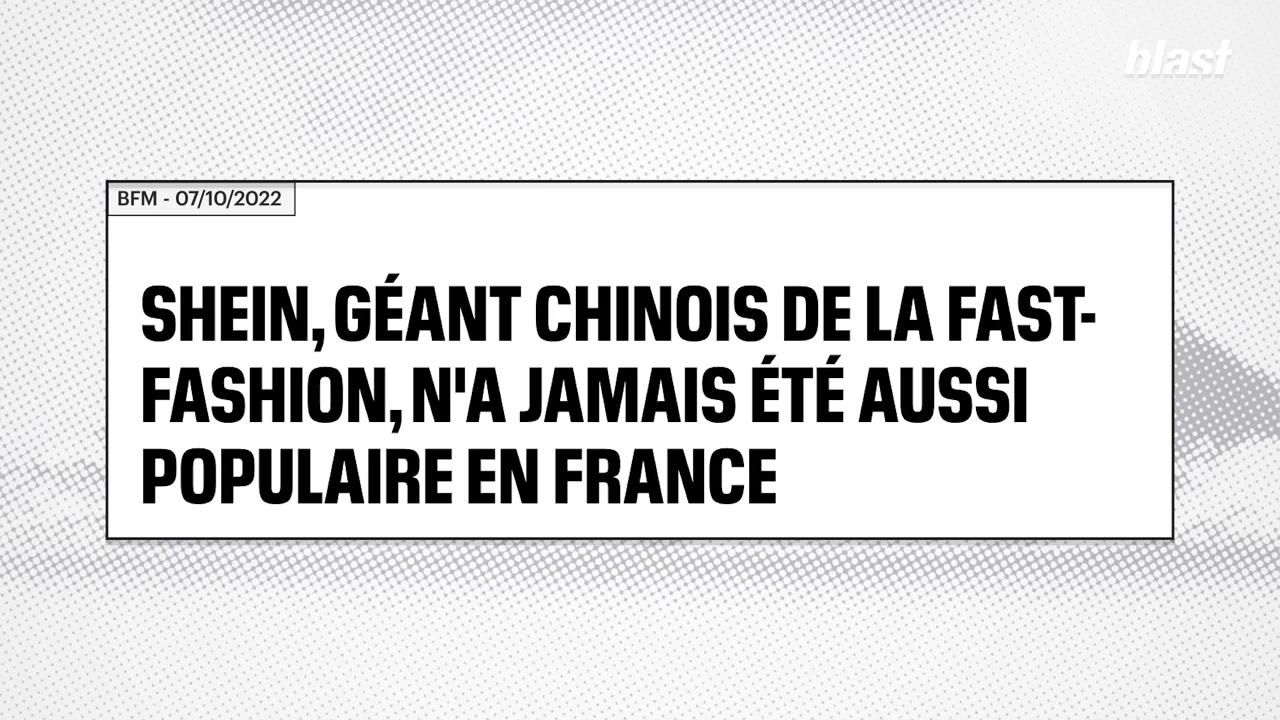 blast
BFM - 07/10/2022
SHEIN, GÉANT CHINOIS DE LA FAST-
FASHION, N'A JAMAIS ÉTÉ AUSSI
POPULAIRE EN FRANCE